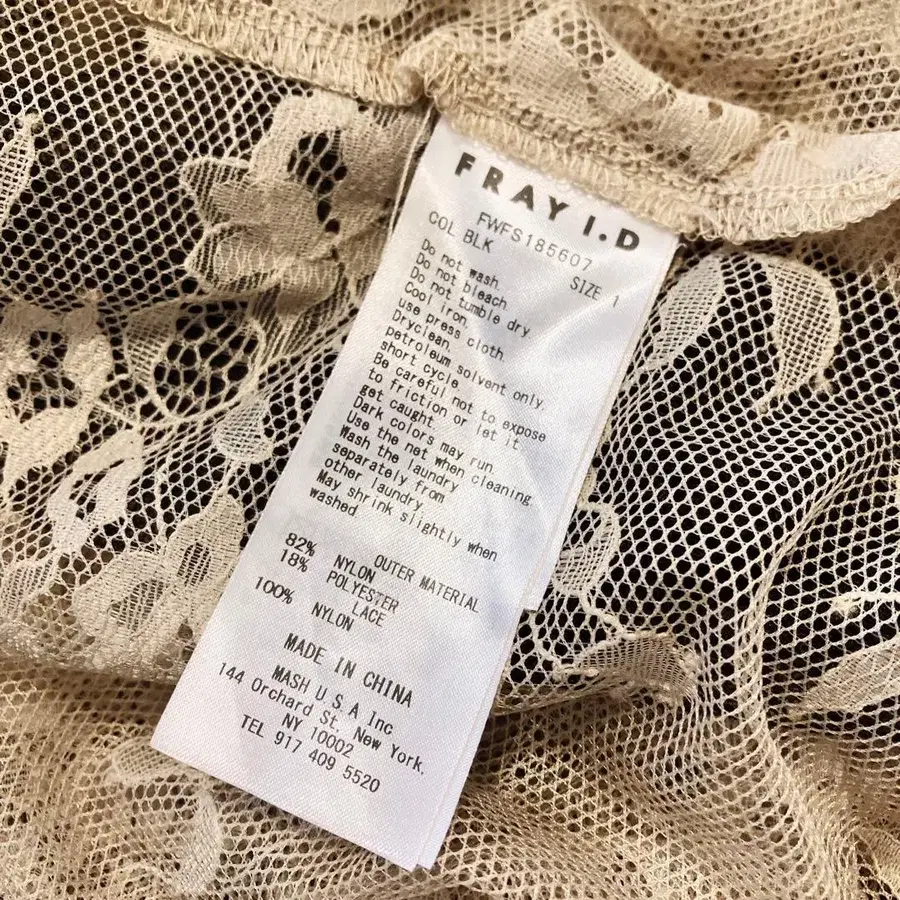 FRAY I.D
FWFS185607
COL BLK SIZE 1
Do not wash.
Do not bleach.
Do not tumble dry.
Cool iron.
use press cloth
Dryclean.
petroleum solvent only.
short cycle.
Be careful not to expose
to friction or let it.
get caught.
Dark colors may run
Use the net when cleaning.
Wash the laundry
separately from
other laundry.
May shrink slightly when
washed
OUTER MATERIAL
82% NYLON
18% POLYESTER
LACE
100% NYLON
MADE IN CHINA
MASH U S A Inc
144 Orchard St. New York,
NY 10002
TEL 917 409 5520